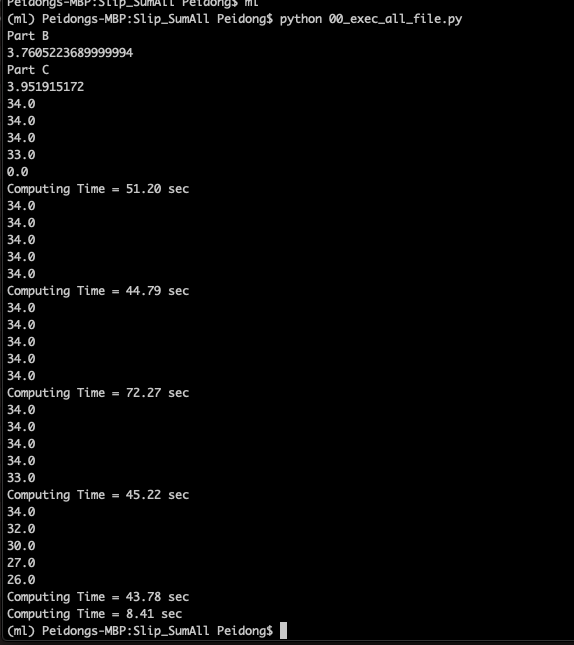 Peidongs-MBP:Slip_SumAll Peidong$ ml
(ml) Peidongs-MBP:Slip_SumAll Peidong$ python 00_exec_all_file.py
Part B
3.7605223689999994
Part C
3.951915172
34.0
34.0
34.0
33.0
0.0
Computing Time = 51.20 sec
34.0
34.0
34.0
34.0
34.0
Computing Time = 44.79 sec
34.0
34.0
34.0
34.0
34.0
Computing Time = 72.27 sec
34.0
34.0
34.0
34.0
33.0
Computing Time = 45.22 sec
34.0
32.0
30.0
27.0
26.0
Computing Time = 43.78 sec
Computing Time = 8.41 sec
(ml) Peidongs-MBP:Slip_SumAll Peidong$